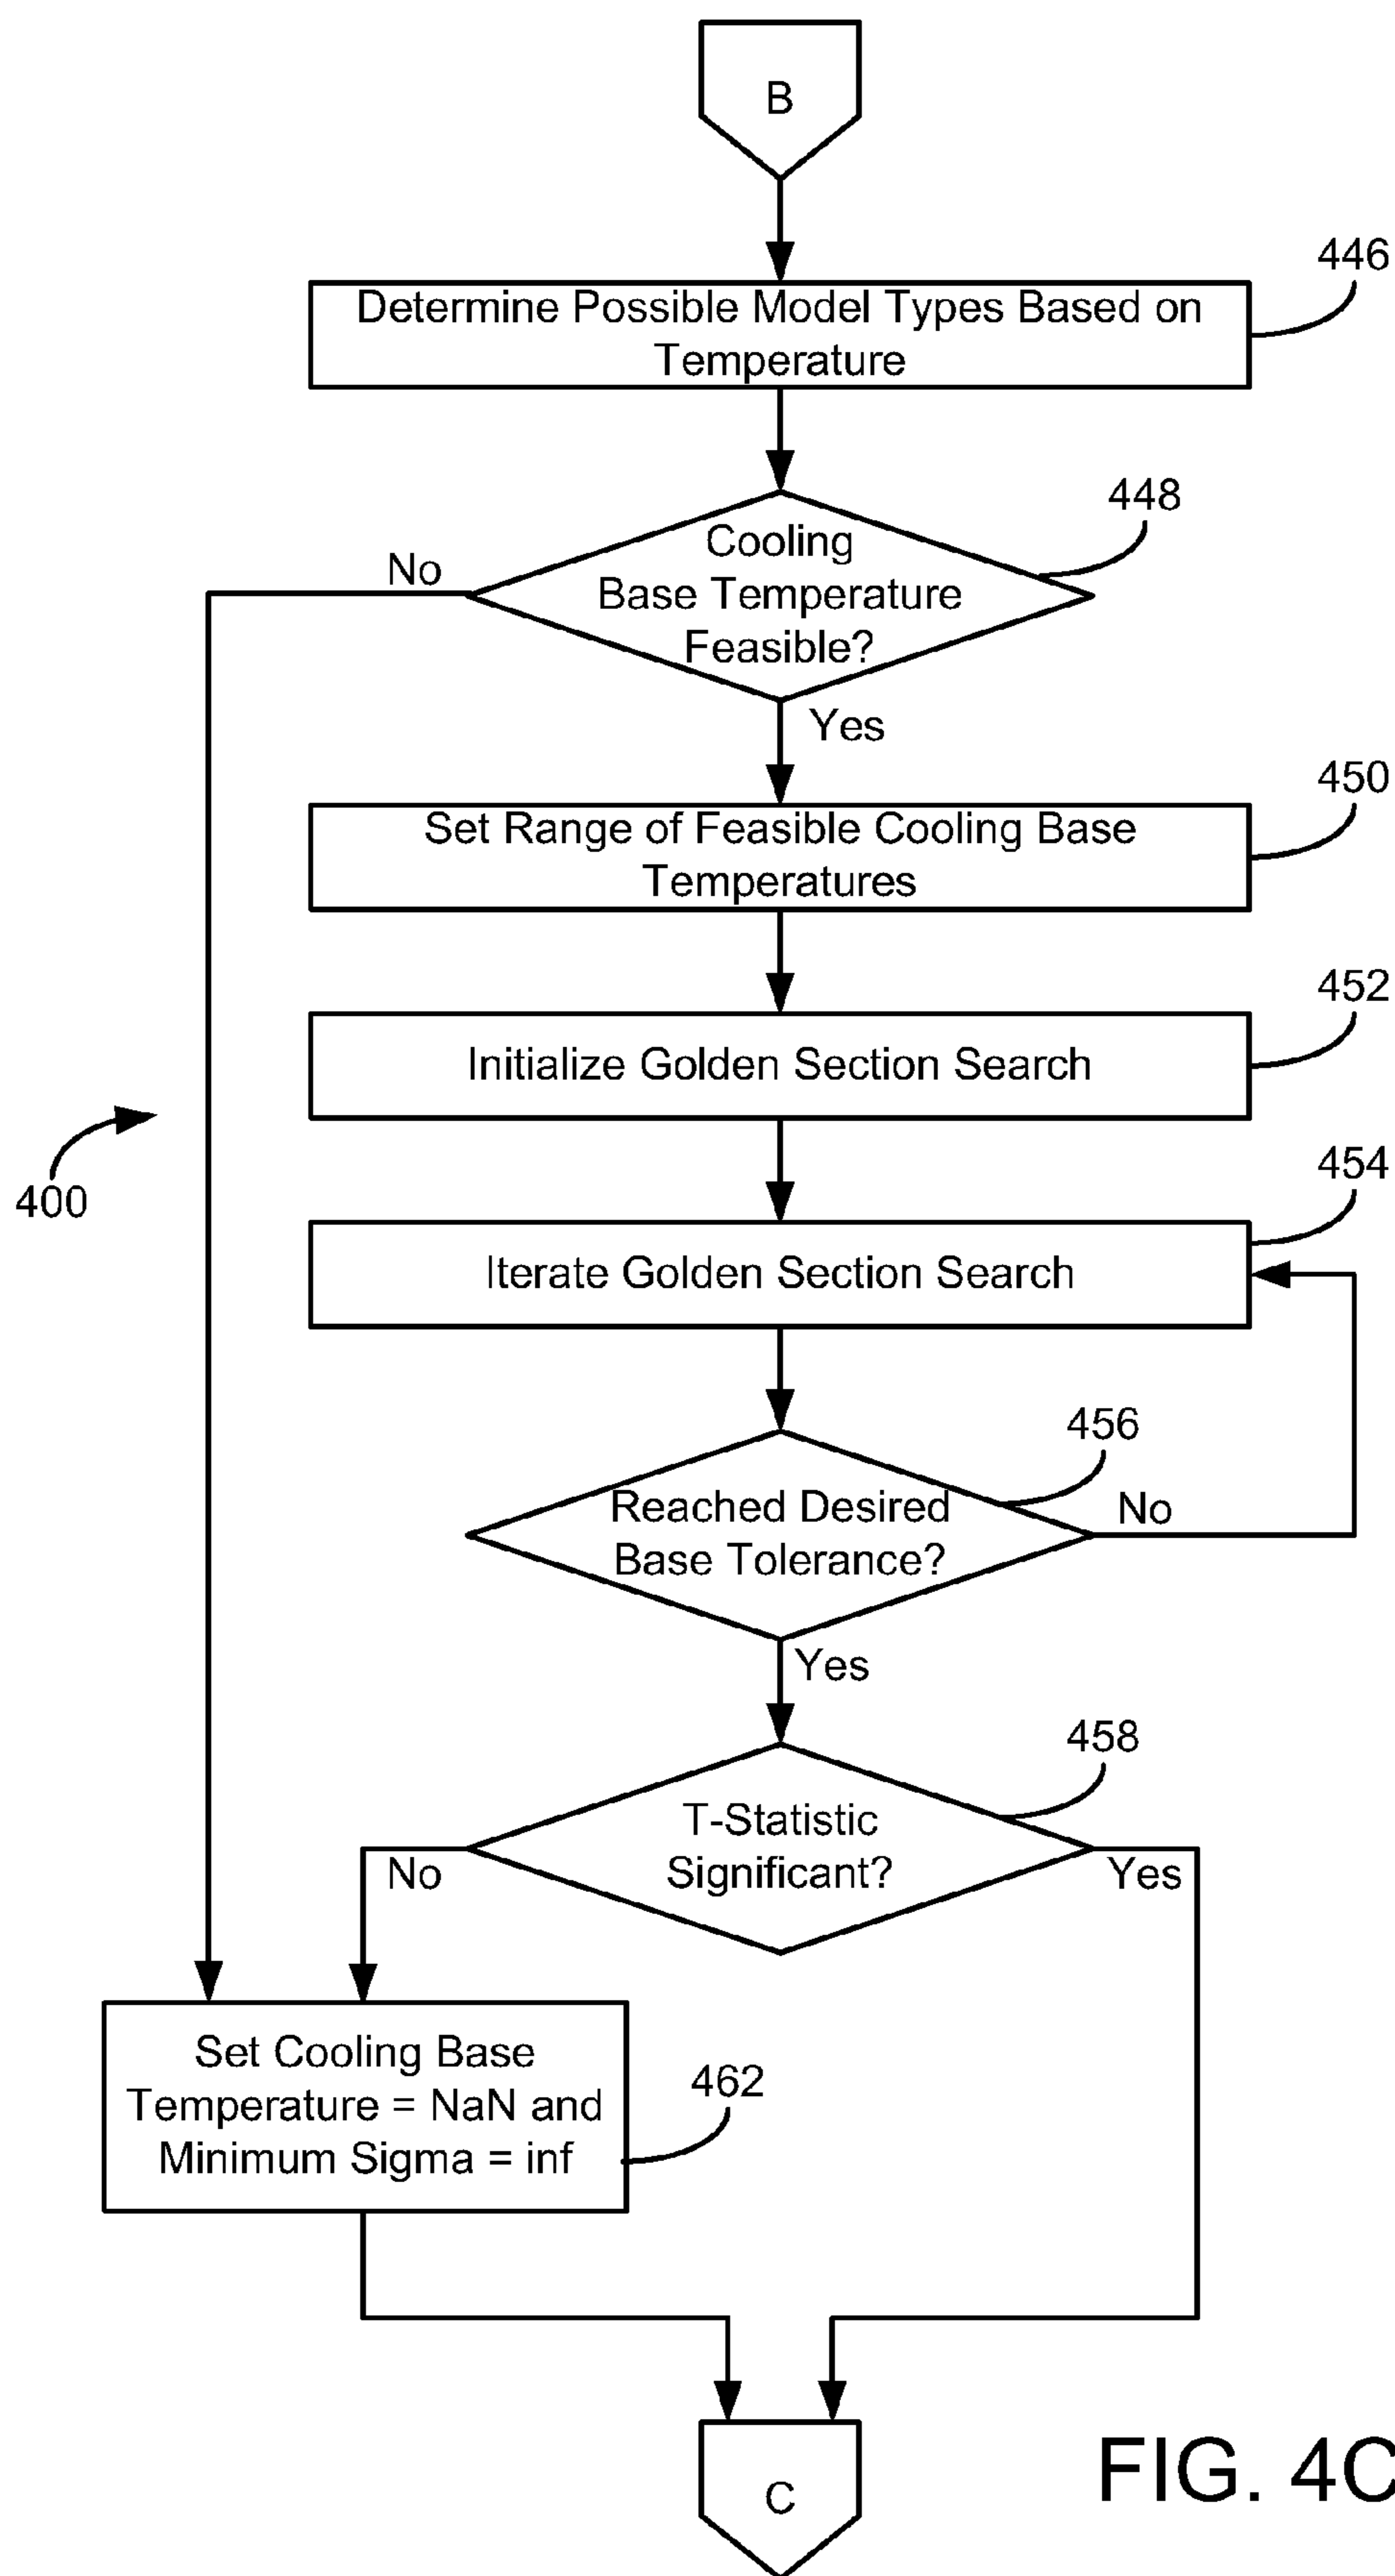 B
446
Determine Possible Model Types Based on
Temperature
448
Cooling
Base Temperature
Feasible?
No
Yes
450
Set Range of Feasible Cooling Base
Temperatures
452
Initialize Golden Section Search
400
454
Iterate Golden Section Search
456
Reached Desired
Base Tolerance?
No
Yes
458
T-Statistic
Significant?
No
Yes
Set Cooling Base
Temperature = NaN and
Minimum Sigma = inf
462
C
FIG. 4C